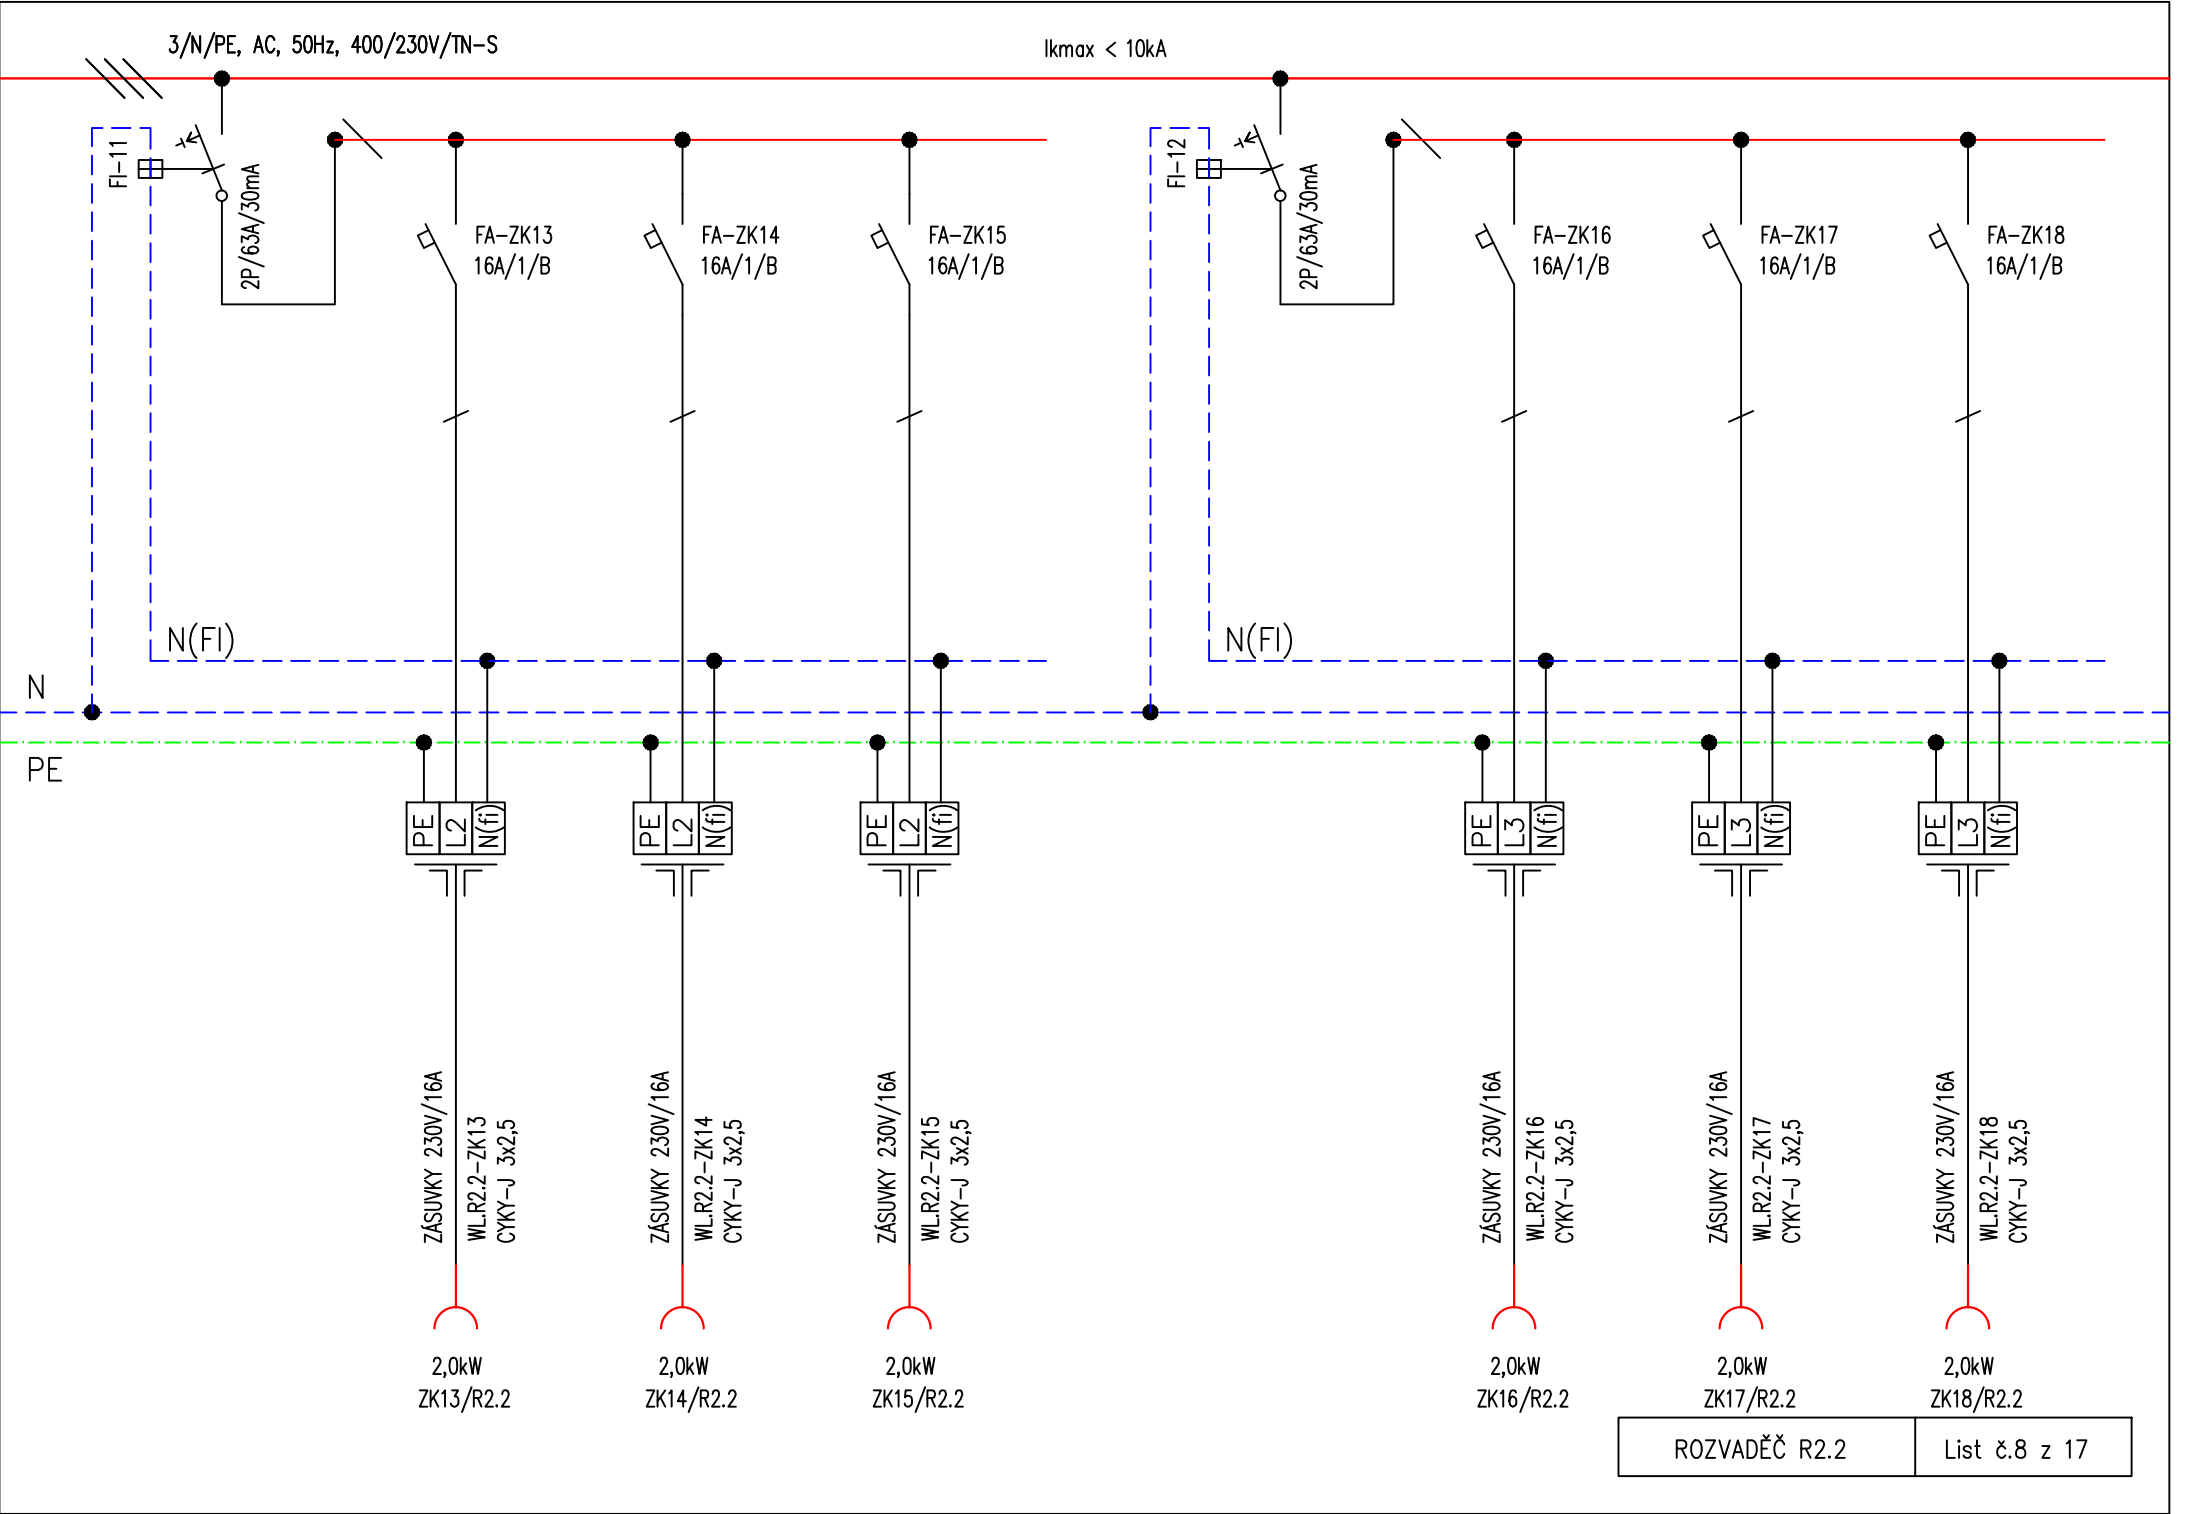 3/N/PE, AC, 50Hz, 400/230V/TN-S
Ikmax < 10kA
FI-11
2P/63A/30mA
FA-ZK13
16A/1/B
FA-ZK14
16A/1/B
FA-ZK15
16A/1/B
FI-12
2P/63A/30mA
FA-ZK16
16A/1/B
FA-ZK17
16A/1/B
FA-ZK18
16A/1/B
N(FI)
N(FI)
N
PE
PE
L2
N(fi)
PE
L2
N(fi)
PE
L2
N(fi)
PE
L3
N(fi)
PE
L3
N(fi)
PE
L3
N(fi)
ZÁSUVKY 230V/16A
WL.R2.2-ZK13
CYKY-J 3x2,5
ZÁSUVKY 230V/16A
WL.R2.2-ZK14
CYKY-J 3x2,5
ZÁSUVKY 230V/16A
WL.R2.2-ZK15
CYKY-J 3x2,5
ZÁSUVKY 230V/16A
WL.R2.2-ZK16
CYKY-J 3x2,5
ZÁSUVKY 230V/16A
WL.R2.2-ZK17
CYKY-J 3x2,5
ZÁSUVKY 230V/16A
WL.R2.2-ZK18
CYKY-J 3x2,5
2,0kW
ZK13/R2.2
2,0kW
ZK14/R2.2
2,0kW
ZK15/R2.2
2,0kW
ZK16/R2.2
2,0kW
ZK17/R2.2
2,0kW
ZK18/R2.2
ROZVADĚČ R2.2
List č.8 z 17